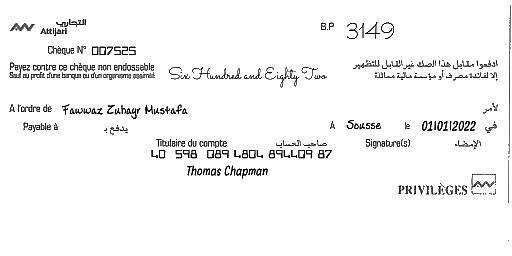 التجاري
Attijari
B.P 3149
Chèque N° 007525
Payez contre ce chèque non endossable
Sauf au profit d'une banque ou d'un organisme assimilé
Six Hundred and Eighty Two
ادفعوا مقابل هذا الصك غير القابل للتظهير
إلا لفائدة مصرف أو مؤسسة مالية مماثلة
A l'ordre de Fawwaz Zuhayr Mustafa لأمر
Payable à يدفع بـ A Sousse le 01/01/2022 في
Titulaire du compte صاحب الحساب Signature(s) الإمضاء
40 598 089 4804 894409 87
Thomas Chapman
PRIVILÈGES